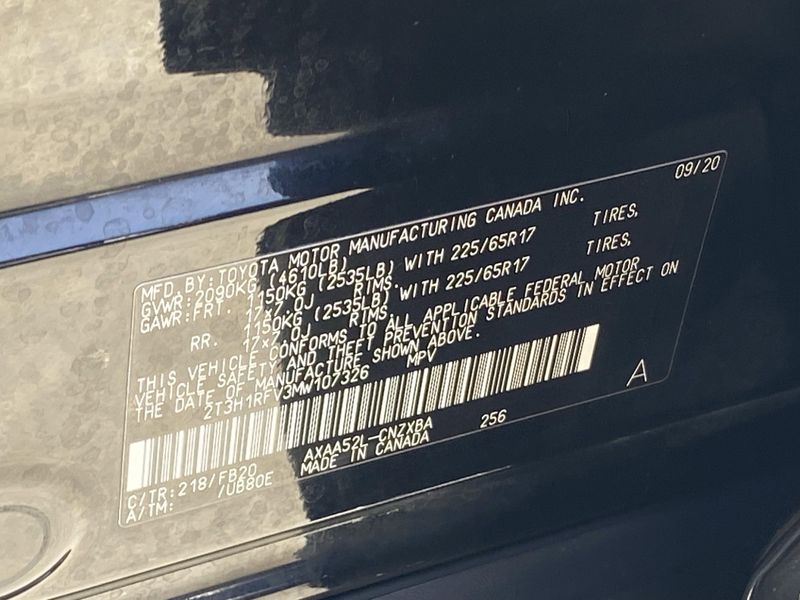 09/20
MFD. BY: TOYOTA MOTOR MANUFACTURING CANADA INC.
GVWR: 2090KG (4610LB)
GAWR: FRT. 1150KG (2535LB) WITH 225/65R17 TIRES,
17x7.0J RIMS.
RR. 1150KG (2535LB) WITH 225/65R17 TIRES,
17x7.0J RIMS.
THIS VEHICLE CONFORMS TO ALL APPLICABLE FEDERAL MOTOR
VEHICLE SAFETY AND THEFT PREVENTION STANDARDS IN EFFECT ON
THE DATE OF MANUFACTURE SHOWN ABOVE.
2T3H1RFV3MW107326 MPV
A
C/TR: 218/FB20 AXAA52L-CNZXBA 256
A/TM: /UB80E MADE IN CANADA